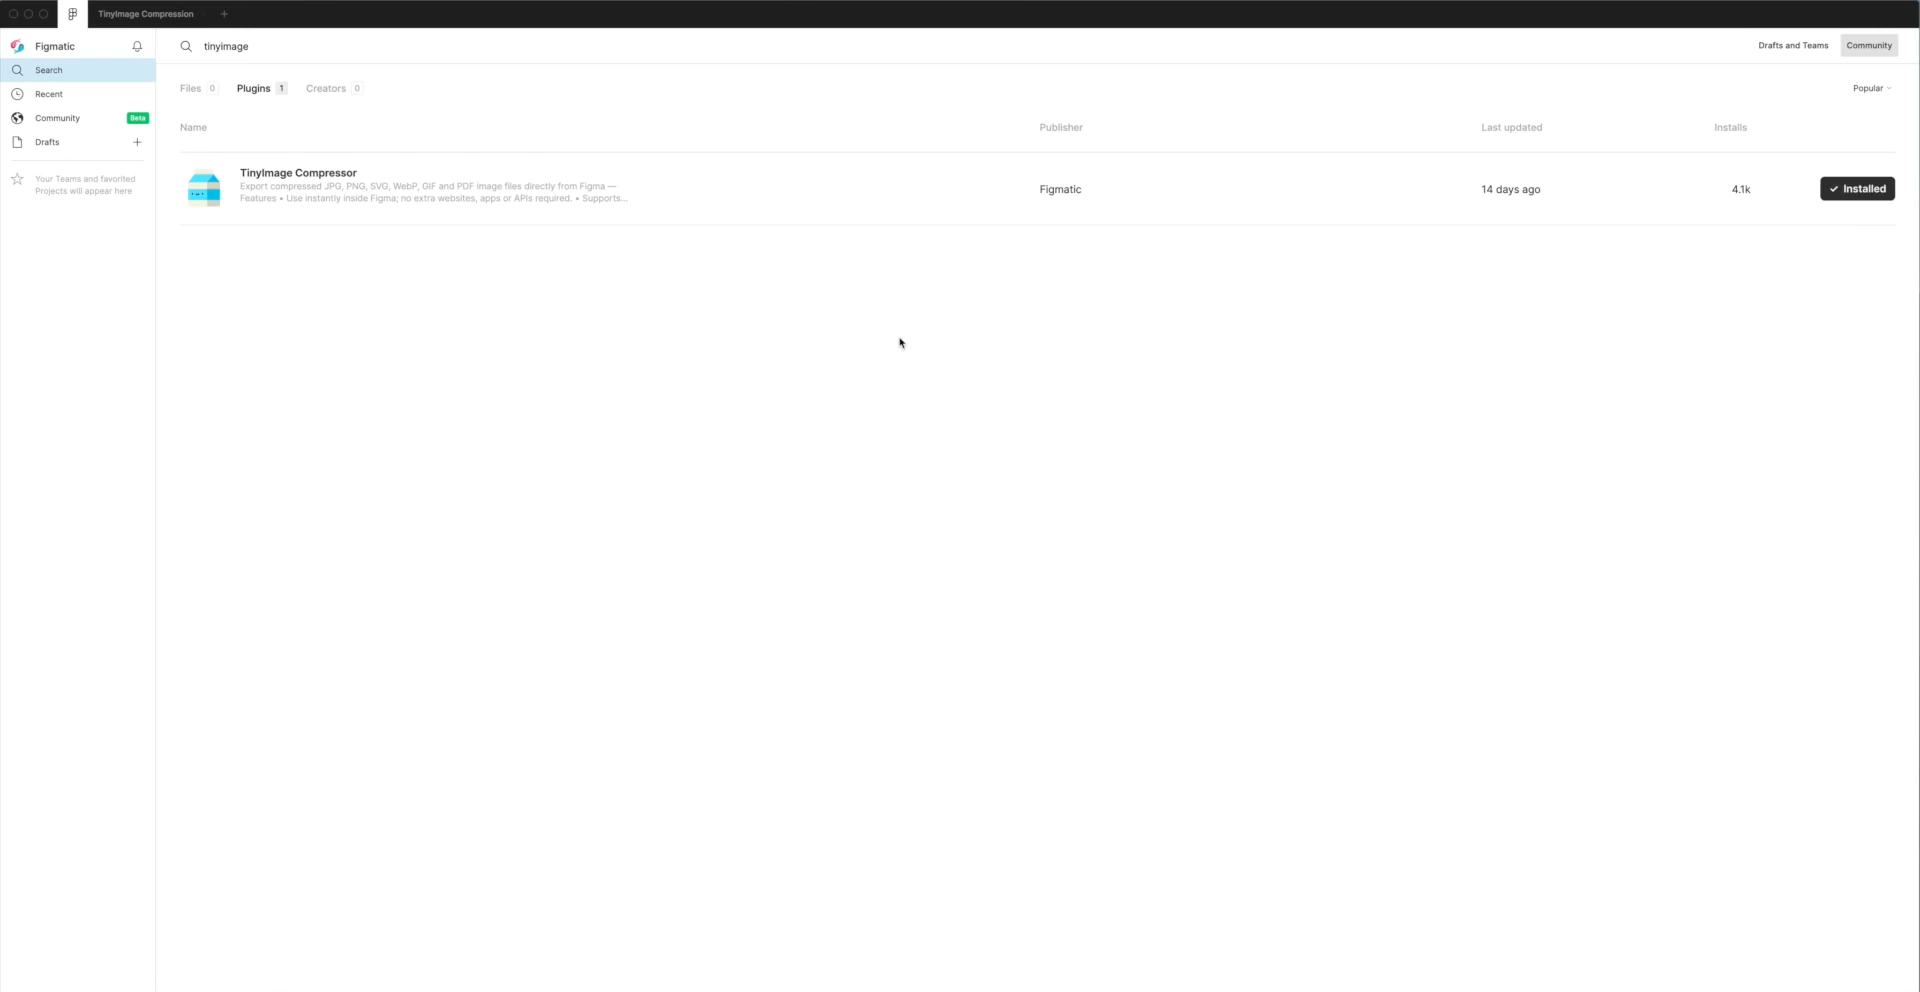 TinyImage Compression
Figmatic
tinyimage
Drafts and Teams
Community
Search
Recent
Community Beta
Drafts
Your Teams and favorited
Projects will appear here
Files 0
Plugins 1
Creators 0
Popular
Name
Publisher
Last updated
Installs
TinyImage Compressor
Export compressed JPG, PNG, SVG, WebP, GIF and PDF image files directly from Figma —
Features • Use instantly inside Figma; no extra websites, apps or APIs required. • Supports...
Figmatic
14 days ago
4.1k
Installed